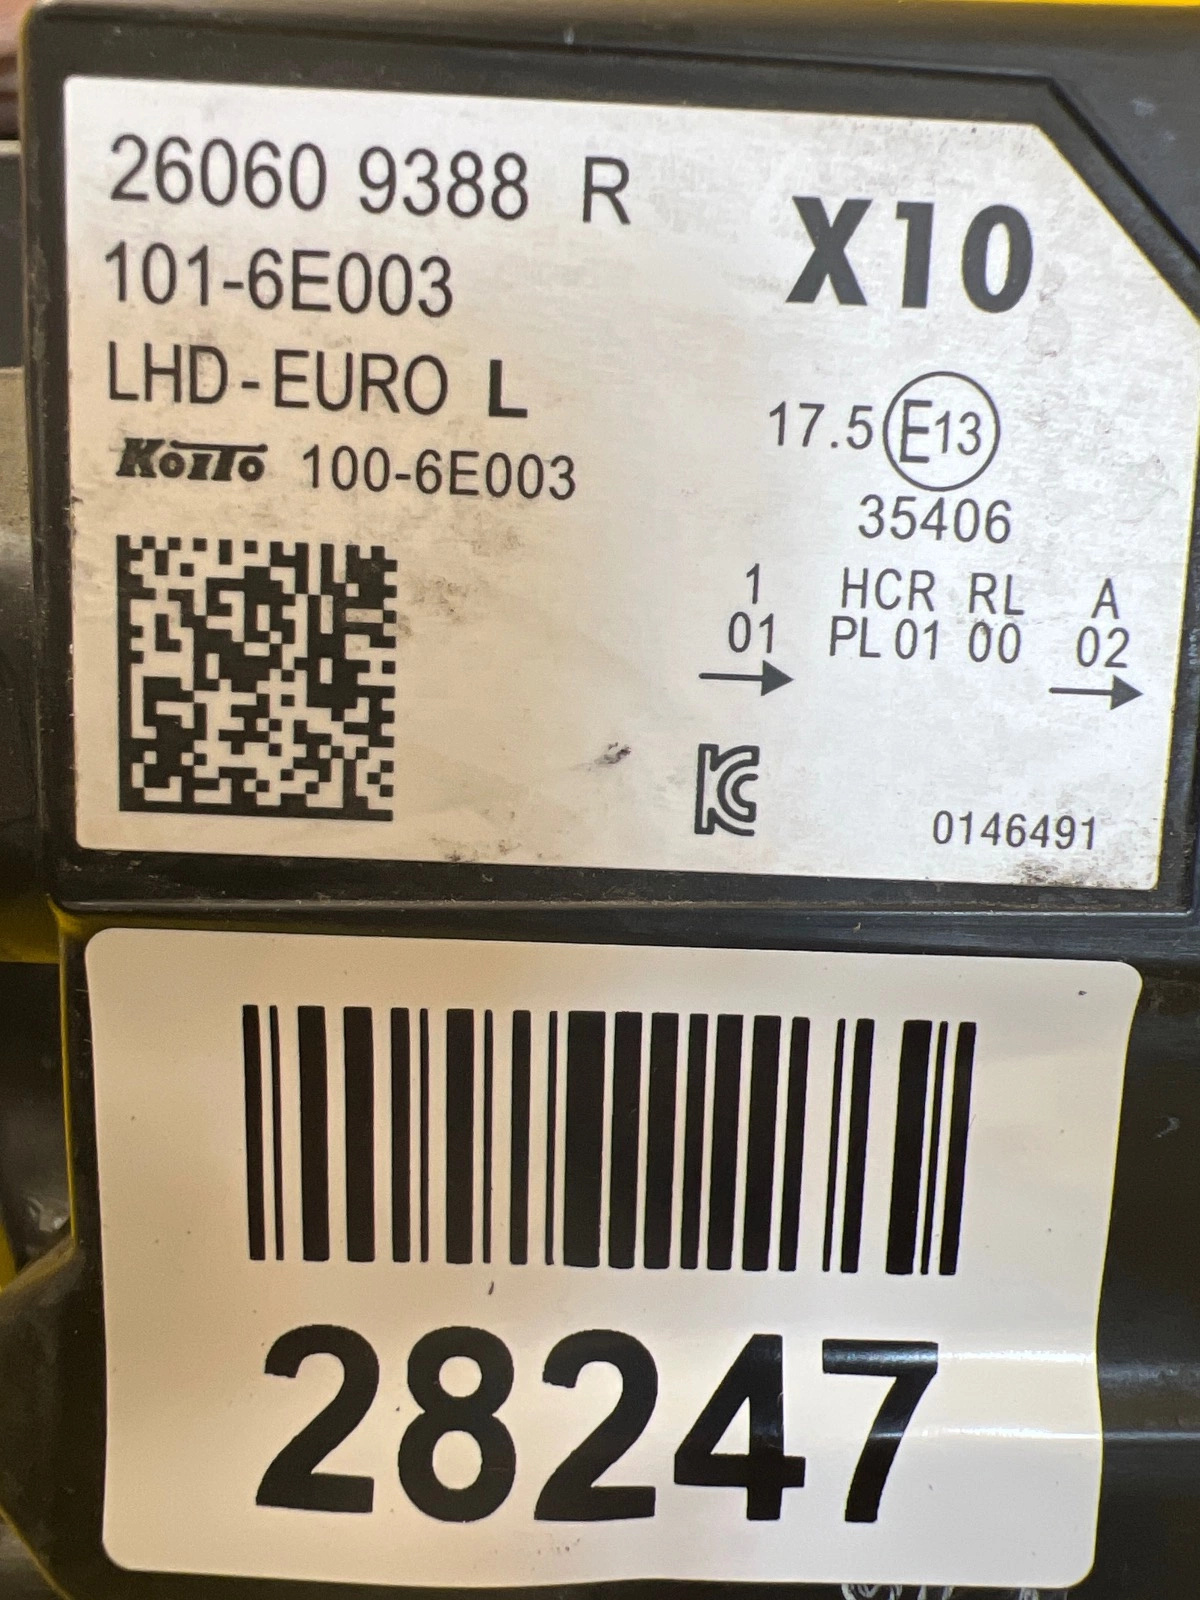 26060 9388 R
X10
101-6E003
LHD-EURO L
17.5 E13
KOITO 100-6E003
35406
1 HCR RL A
01 PL 01 00 02
KC
0146491
28247